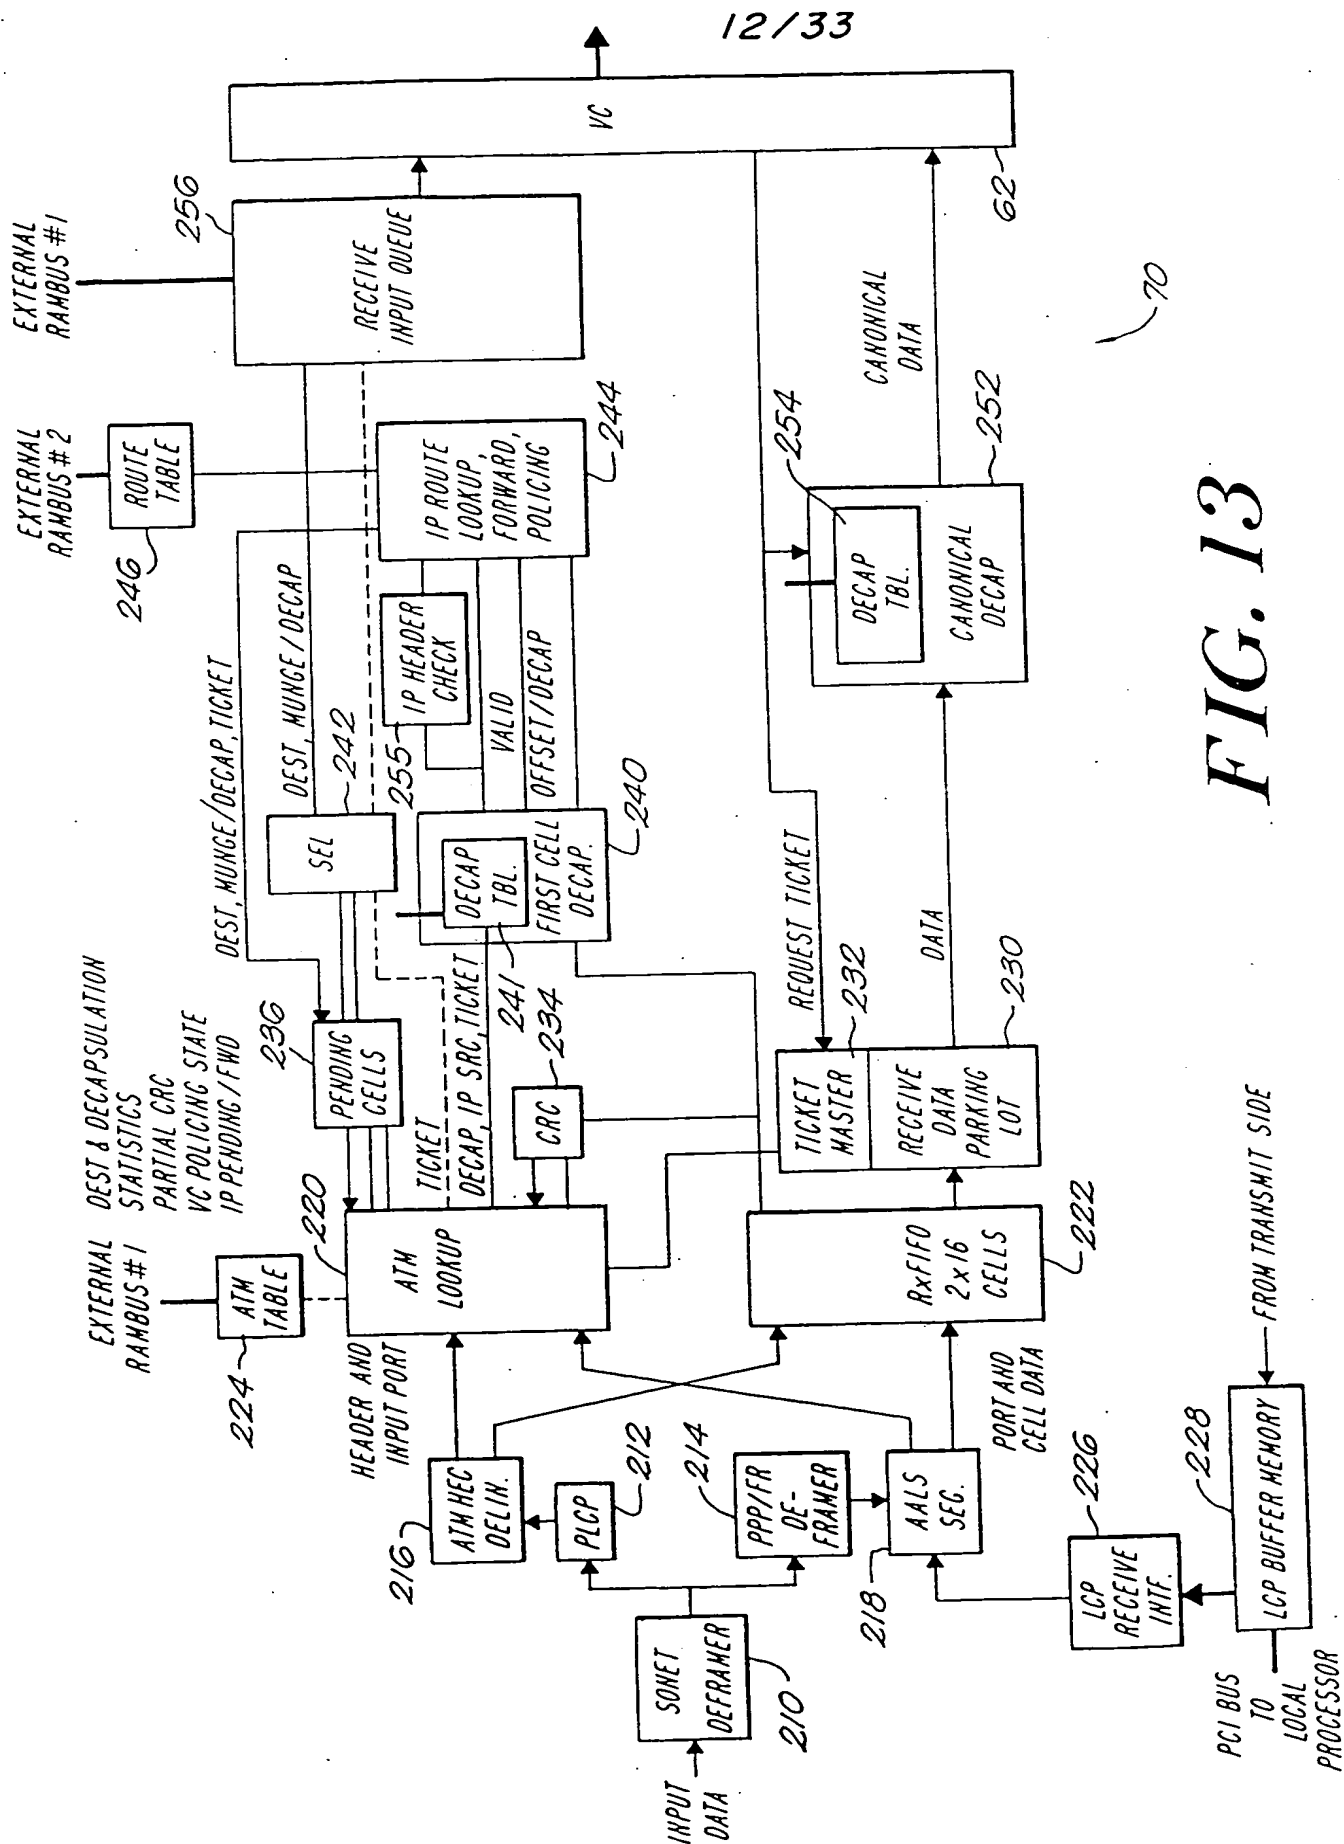 12/33
EXTERNAL
RAMBUS #1
DEST & DECAPSULATION
STATISTICS
PARTIAL CRC
VC POLICING STATE
IP PENDING/FWD
EXTERNAL
RAMBUS #2
EXTERNAL
RAMBUS #1
ATM
TABLE
224
220
236
PENDING
CELLS
DEST, MUNGE/DECAP, TICKET
ROUTE
TABLE
246
256
RECEIVE
INPUT QUEUE
VC
62
INPUT
DATA
SONET
DEFRAMER
210
216
ATM HEC
DELIN.
PLCP
212
HEADER AND
INPUT PORT
ATM
LOOKUP
TICKET
DECAP, IP SRC, TICKET
CRC
234
SEL
242
DEST, MUNGE/DECAP
DECAP
TBL.
241
FIRST CELL
DECAP.
240
255
IP HEADER
CHECK
VALID
OFFSET/DECAP
IP ROUTE
LOOKUP,
FORWARD,
POLICING
244
214
PPP/FR
DE-
FRAMER
218
AAL5
SEG.
PORT AND
CELL DATA
RxFIFO
2x16
CELLS
222
TICKET
MASTER
232
RECEIVE
DATA
PARKING
LOT
230
REQUEST TICKET
DATA
254
DECAP
TBL.
CANONICAL
DECAP
252
CANONICAL
DATA
70
LCP
RECEIVE
INTF.
226
PCI BUS
TO
LOCAL
PROCESSOR
LCP BUFFER MEMORY
228
FROM TRANSMIT SIDE
FIG. 13